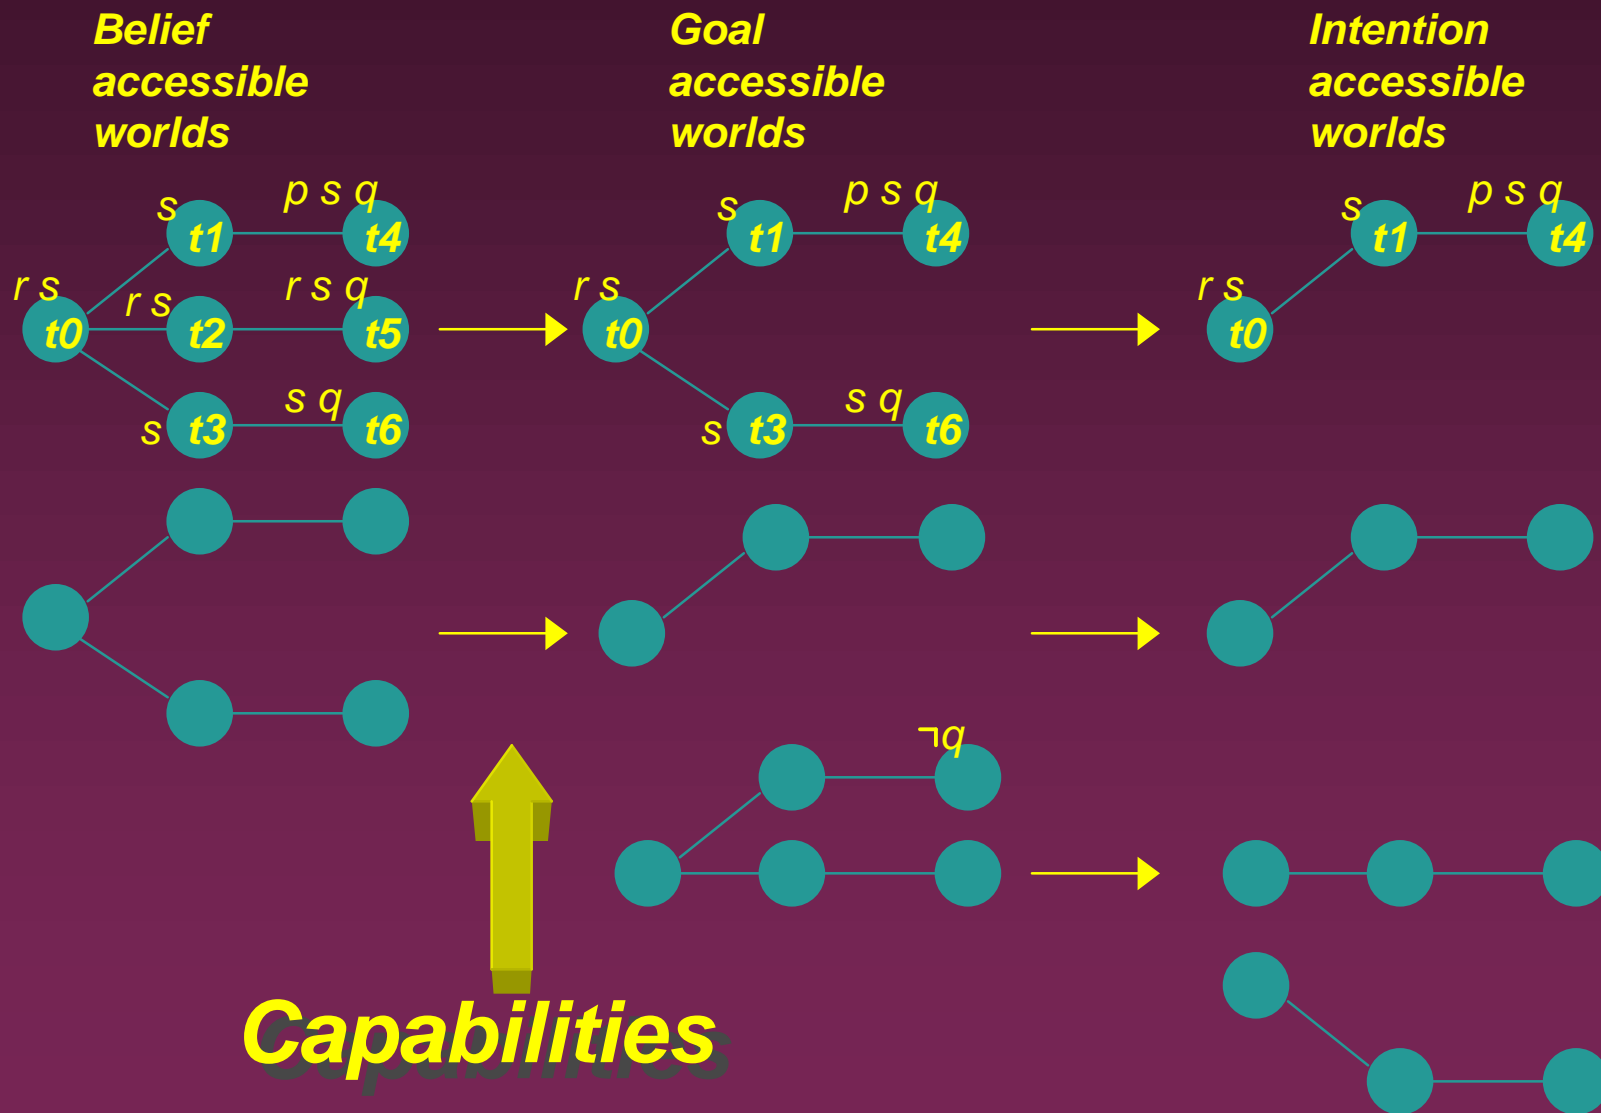 Belief
accessible
worlds
Goal
accessible
worlds
Intention
accessible
worlds
s
p s q
t1
t4
r s
r s
r s q
t0
t2
t5
s q
s
t3
t6
s
p s q
t1
t4
r s
t0
s q
s
t3
t6
s
p s q
t1
t4
r s
t0
¬q
Capabilities